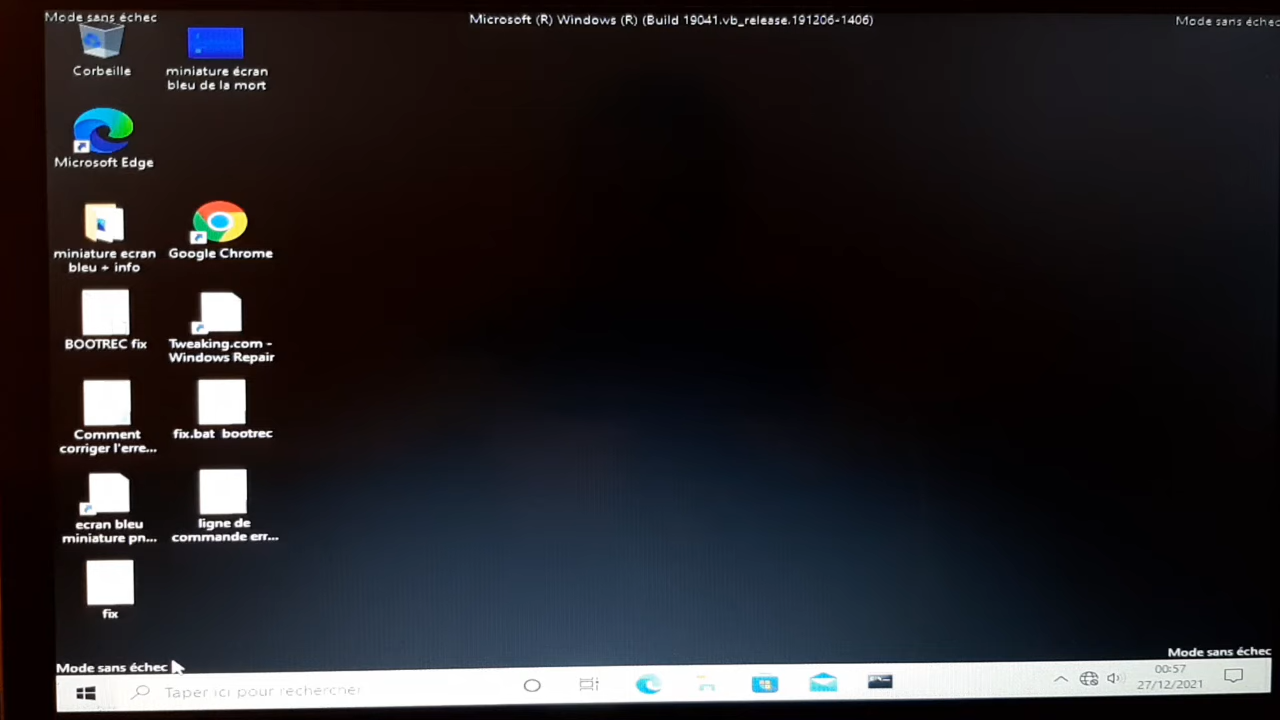 Mode sans échec
Microsoft (R) Windows (R) (Build 19041.vb_release.191206-1406)
Mode sans échec
Corbeille
miniature écran
bleu de la mort
Microsoft Edge
miniature ecran
bleu + info
Google Chrome
BOOTREC fix
Tweaking.com -
Windows Repair
Comment
corriger l'erre...
fix.bat bootrec
ecran bleu
miniature pn...
ligne de
commande err...
fix
Mode sans échec
Mode sans échec
Taper ici pour rechercher
00:57
27/12/2021